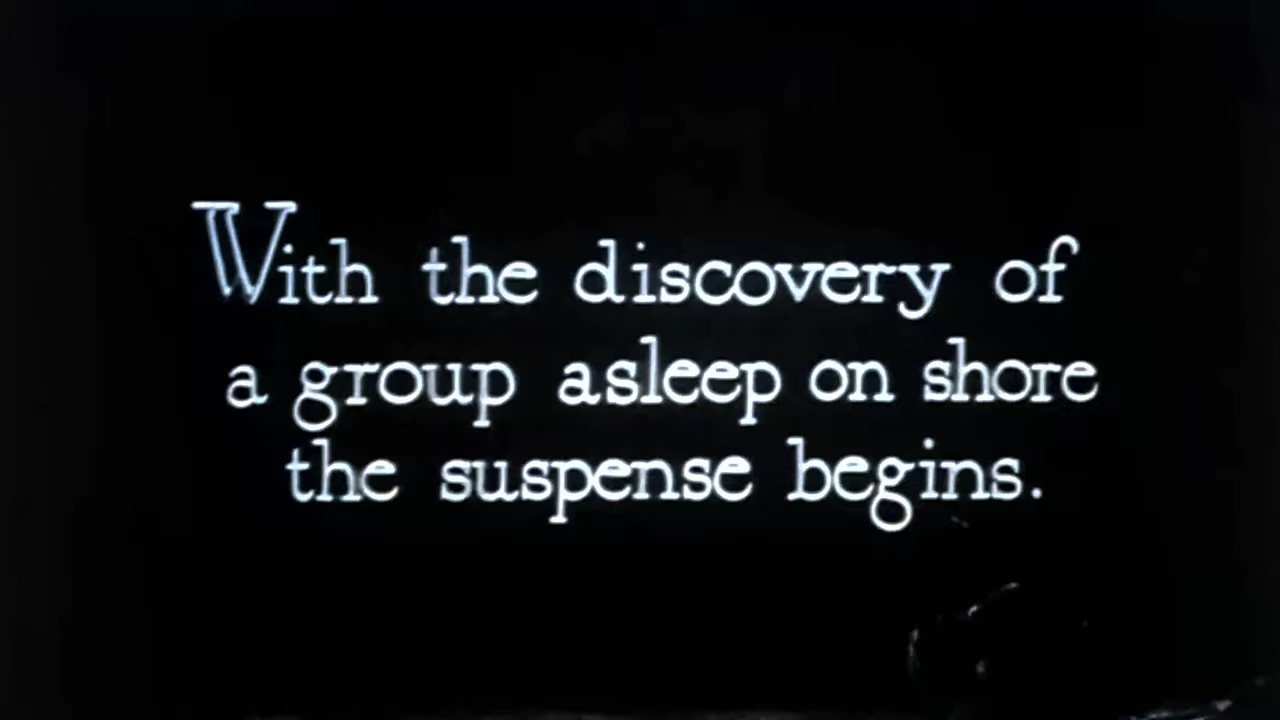 With the discovery of
a group asleep on shore
the suspense begins.